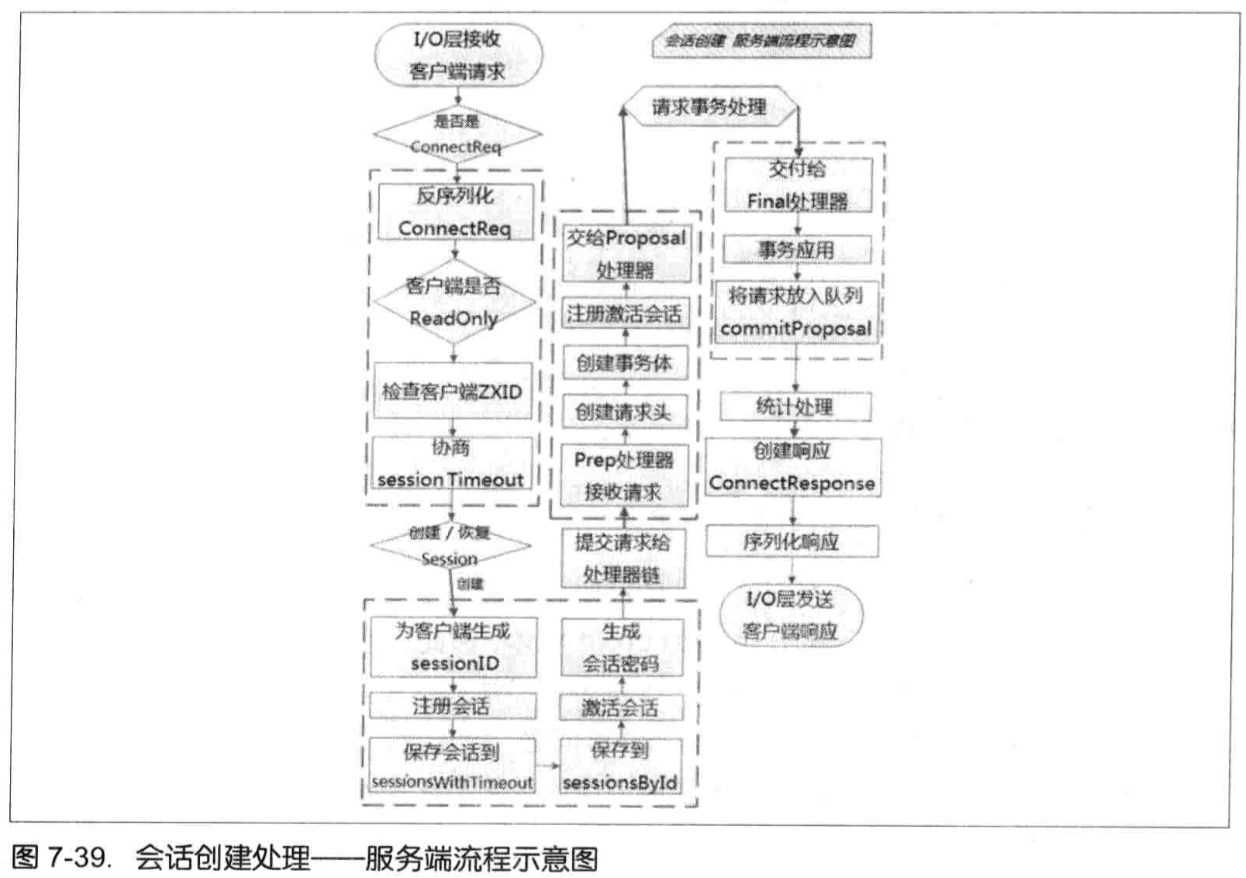 会话创建 服务端流程示意图
I/O层接收
客户端请求
是否是
ConnectReq
反序列化
ConnectReq
客户端是否
ReadOnly
检查客户端ZXID
协商
sessionTimeout
创建 / 恢复
Session
创建
为客户端生成
sessionID
注册会话
保存会话到
sessionsWithTimeout
保存到
sessionsById
激活会话
生成
会话密码
提交请求给
处理器链
Prep处理器
接收请求
创建请求头
创建事务体
注册激活会话
交给Proposal
处理器
请求事务处理
交付给
Final处理器
事务应用
将请求放入队列
commitProposal
统计处理
创建响应
ConnectResponse
序列化响应
I/O层发送
客户端响应
图 7-39. 会话创建处理——服务端流程示意图